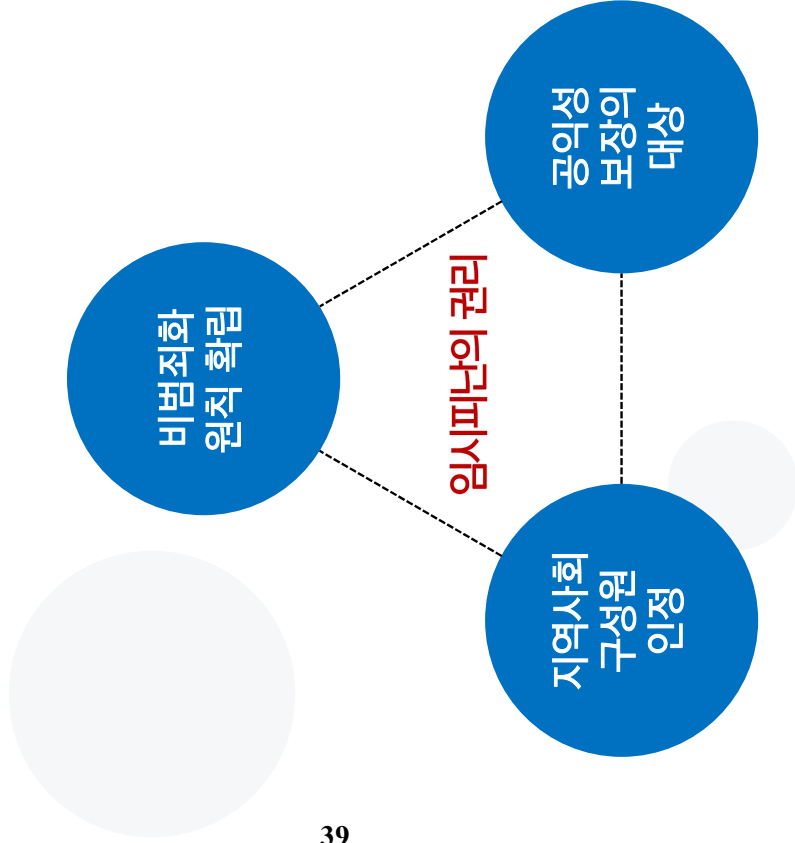 비범죄화
원칙 확립
임시피난의 권리
지역사회
구성원
인정
공익성
보장의
대상
39